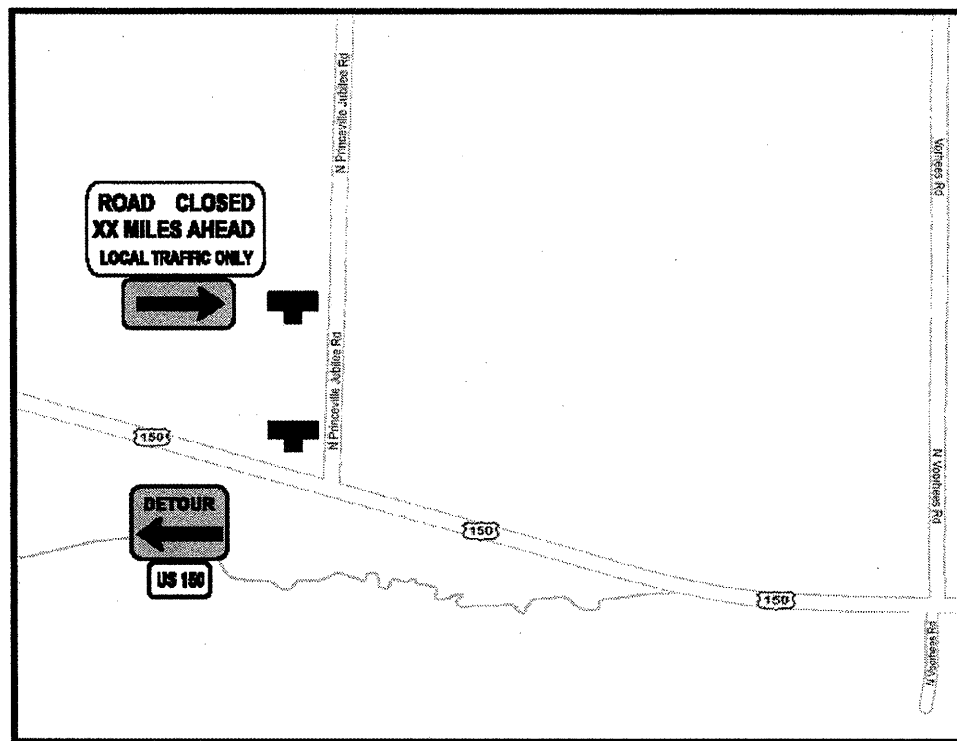 N Princeville Jubilee Rd
Vorhees Rd
ROAD CLOSED
XX MILES AHEAD
LOCAL TRAFFIC ONLY
N Princeville Jubilee Rd
150
DETOUR
US 150
150
N Voorhees Rd
150
N Voorhees Rd